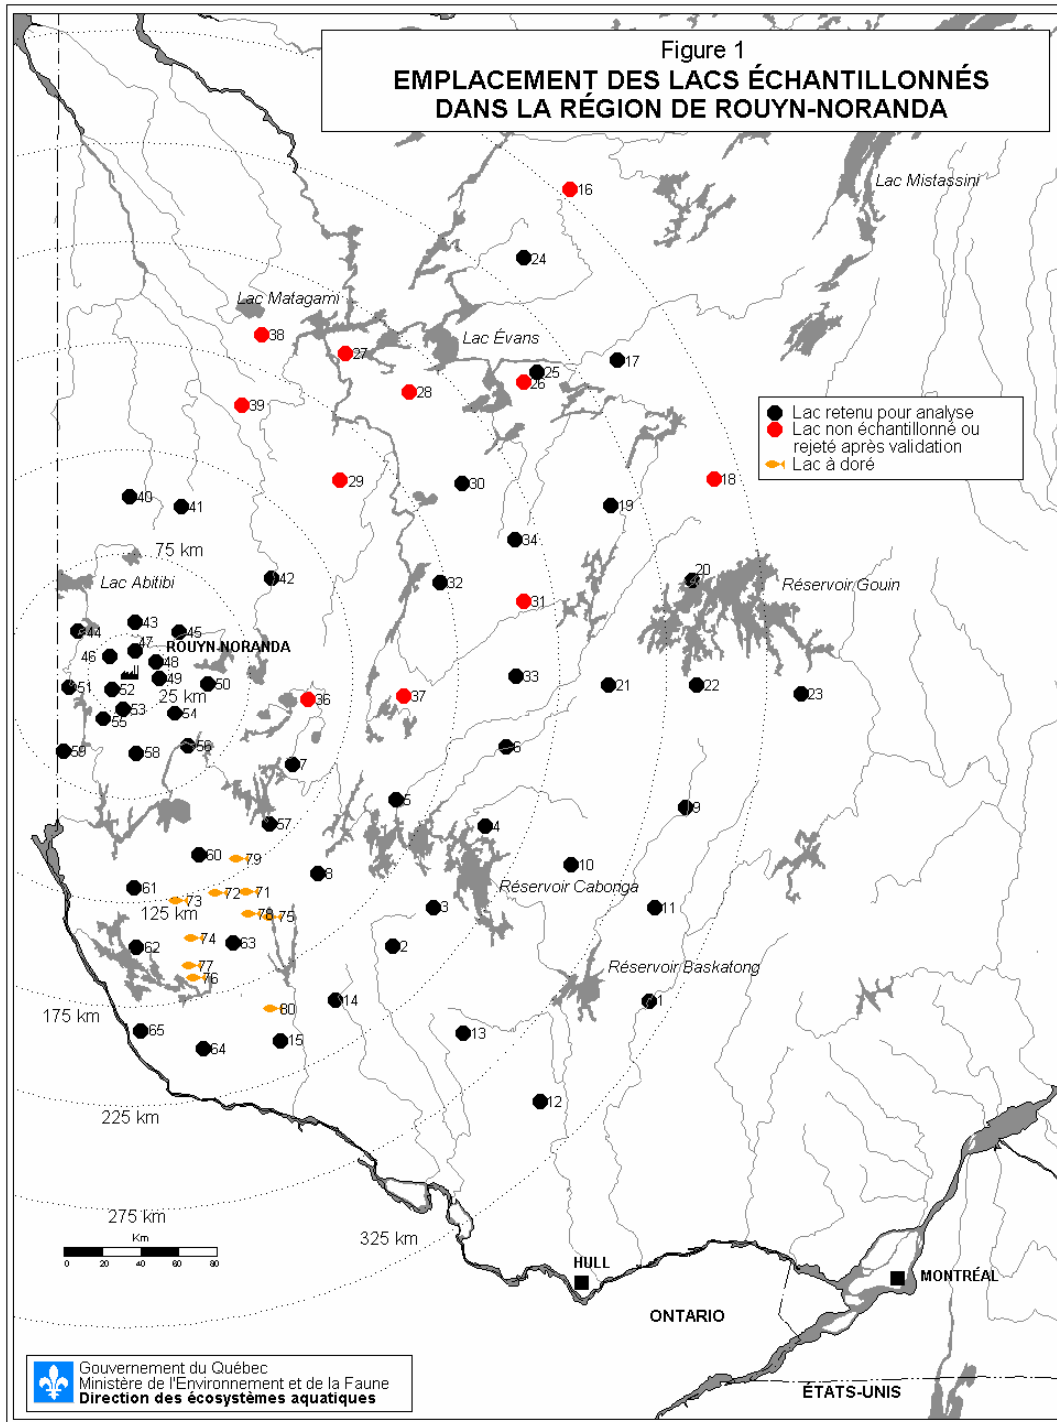 Figure 1
EMPLACEMENT DES LACS ÉCHANTILLONNÉS
DANS LA RÉGION DE ROUYN-NORANDA
Lac Mistassini
16
24
Lac Matagami
38
27
Lac Évans
17
25
26
28
39
Lac retenu pour analyse
Lac non échantillonné ou
rejeté après validation
Lac à doré
29
30
18
40
41
19
34
75 km
Lac Abitibi
42
32
20
Réservoir Gouin
31
43
44
45
47
ROUYN-NORANDA
46
48
49
33
50
51
52
25 km
36
37
21
22
23
53
54
55
56
6
59
58
7
5
9
57
4
60
79
10
8
61
72
71
Réservoir Cabonga
73
125 km
78
75
3
11
74
62
63
2
77
76
Réservoir Baskatong
14
1
80
175 km
65
13
15
64
12
225 km
275 km
325 km
Km
0 20 40 60 80
HULL
MONTRÉAL
ONTARIO
ÉTATS-UNIS
Gouvernement du Québec
Ministère de l'Environnement et de la Faune
Direction des écosystèmes aquatiques